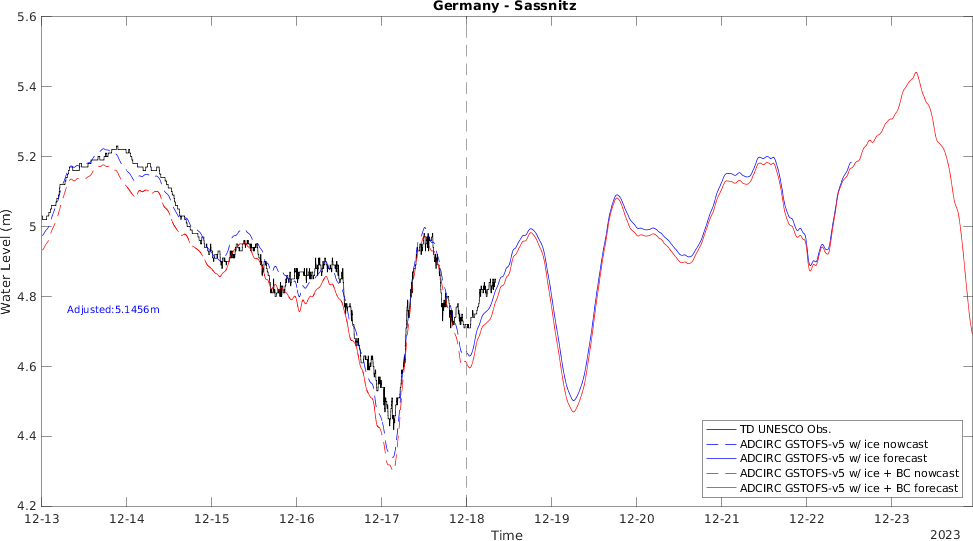 Germany - Sassnitz
Water Level (m)
5.6
5.4
5.2
5
4.8
4.6
4.4
4.2
Adjusted:5.1456m
TD UNESCO Obs.
ADCIRC GSTOFS-v5 w/ ice nowcast
ADCIRC GSTOFS-v5 w/ ice forecast
ADCIRC GSTOFS-v5 w/ ice + BC nowcast
ADCIRC GSTOFS-v5 w/ ice + BC forecast
12-13 12-14 12-15 12-16 12-17 12-18 12-19 12-20 12-21 12-22 12-23
Time
2023